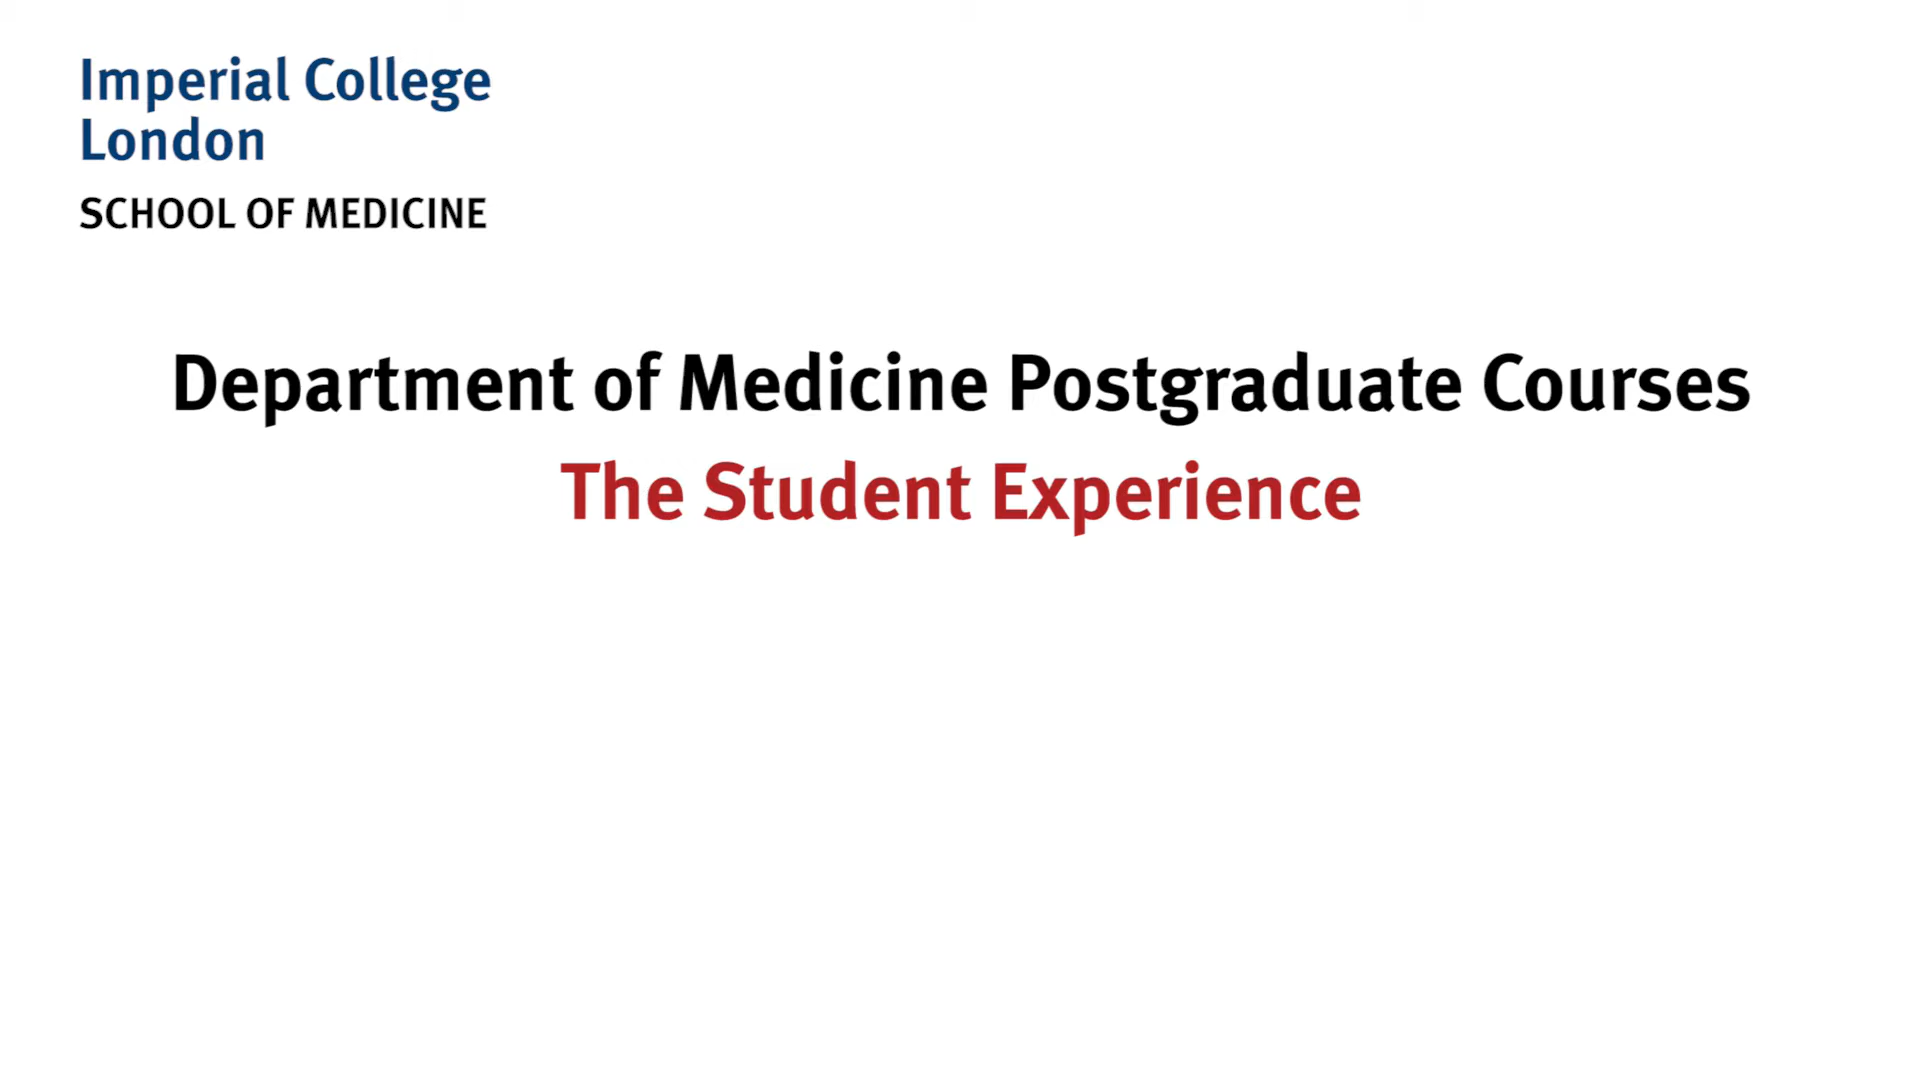 Imperial College
London
SCHOOL OF MEDICINE
Department of Medicine Postgraduate Courses
The Student Experience